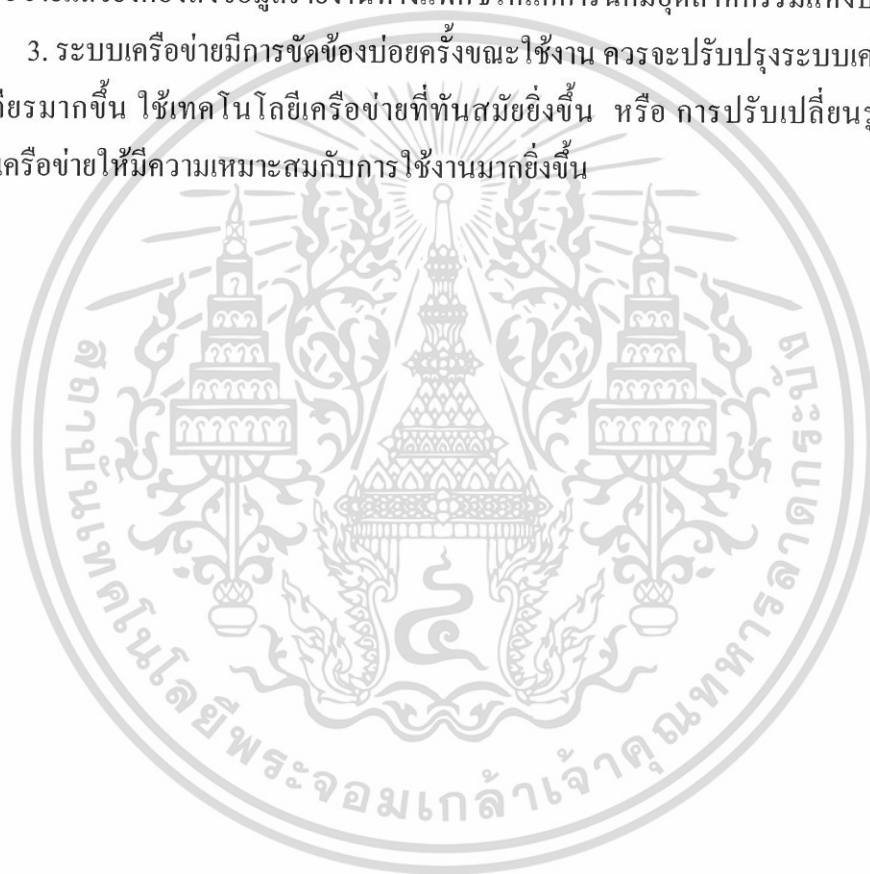 3. ระบบเครือข่ายมีการขัดข้องบ่อยครั้งขณะใช้งาน ควรจะปรับปรุงระบบเค
ถียรมากขึ้น ใช้เทคโนโลยีเครือข่ายที่ทันสมัยยิ่งขึ้น หรือ การปรับเปลี่ยนรู
เครือข่ายให้มีความเหมาะสมกับการใช้งานมากยิ่งขึ้น
สถาบันเทคโนโลยีพระจอมเกล้าเจ้าคุณทหารลาดกระบัง
๔